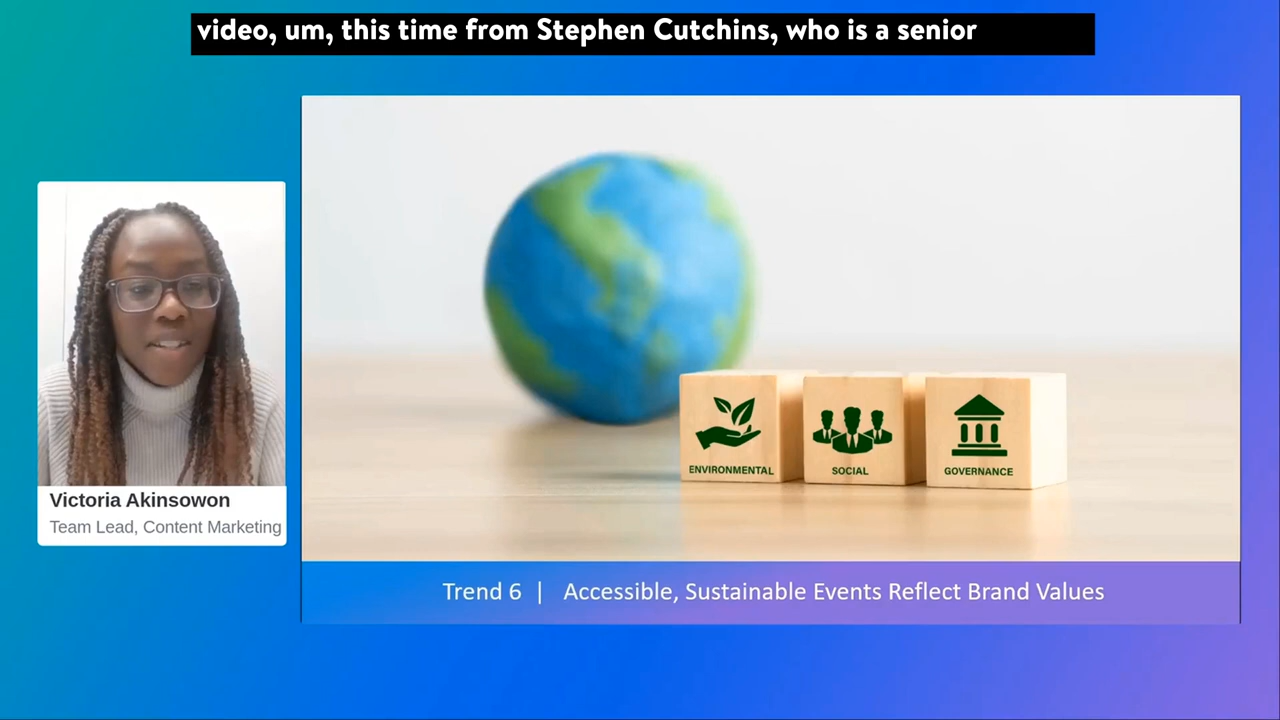 video, um, this time from Stephen Cutchins, who is a senior
ENVIRONMENTAL
SOCIAL
GOVERNANCE
Victoria Akinsowon
Team Lead, Content Marketing
Trend 6 | Accessible, Sustainable Events Reflect Brand Values